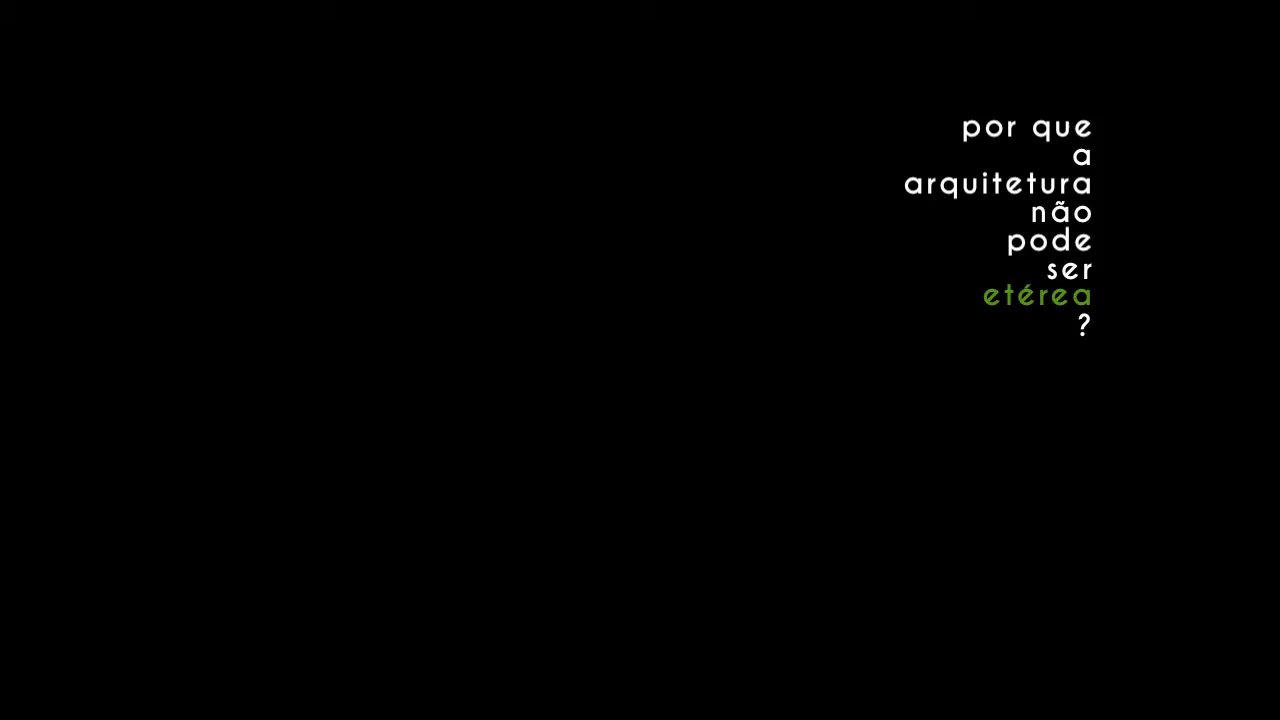 por que
a
arquitetura
não
pode
ser
etérea
?